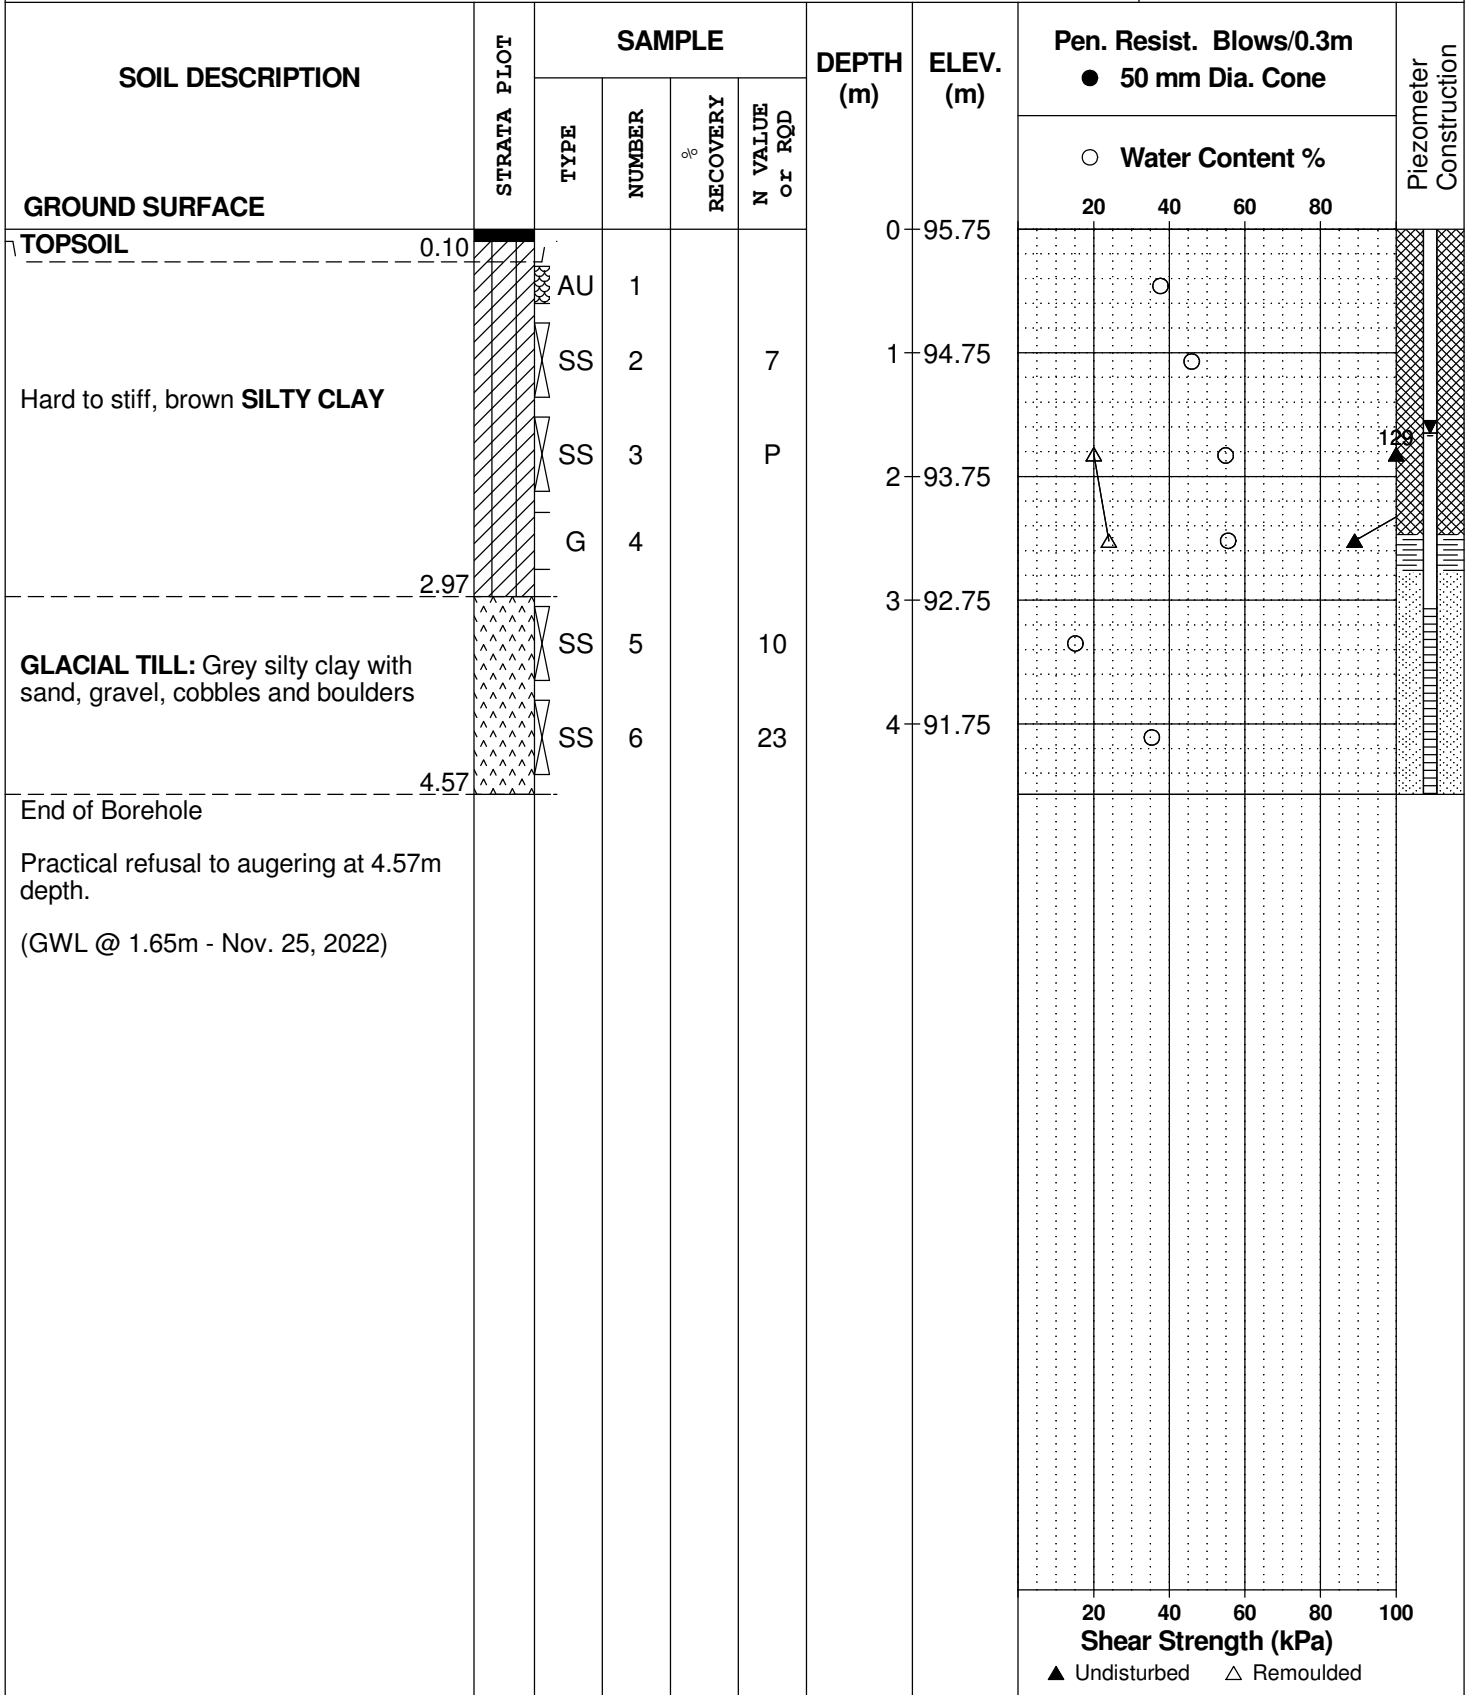 SOIL DESCRIPTION
GROUND SURFACE
STRATA PLOT
SAMPLE
TYPE
NUMBER
% RECOVERY
N VALUE
or RQD
DEPTH
(m)
ELEV.
(m)
Pen. Resist. Blows/0.3m
● 50 mm Dia. Cone
○ Water Content %
20 40 60 80
Piezometer
Construction
0 95.75
TOPSOIL 0.10
AU 1
SS 2 7
1 94.75
Hard to stiff, brown SILTY CLAY
129
SS 3 P
2 93.75
G 4
2.97
3 92.75
SS 5 10
GLACIAL TILL: Grey silty clay with
sand, gravel, cobbles and boulders
4 91.75
SS 6 23
4.57
End of Borehole
Practical refusal to augering at 4.57m
depth.
(GWL @ 1.65m - Nov. 25, 2022)
20 40 60 80 100
Shear Strength (kPa)
▲ Undisturbed △ Remoulded